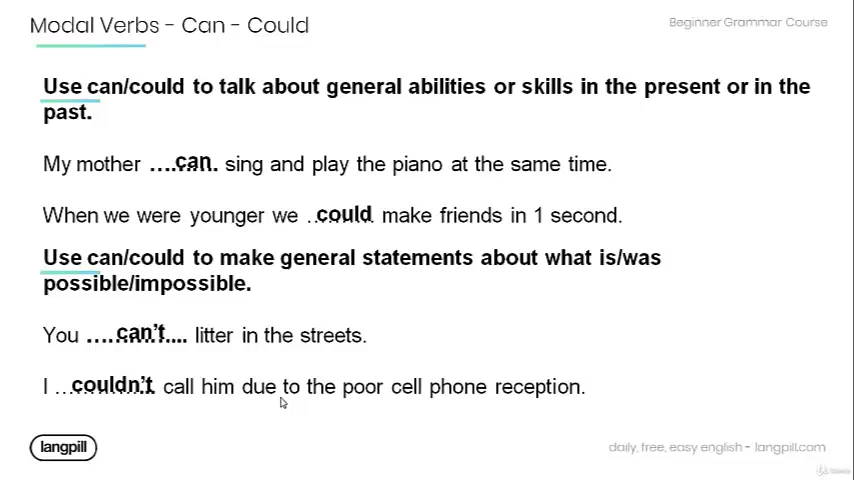 Modal Verbs - Can - Could
Beginner Grammar Course
Use can/could to talk about general abilities or skills in the present or in the
past.
My mother ....can. sing and play the piano at the same time.
When we were younger we ..could. make friends in 1 second.
Use can/could to make general statements about what is/was
possible/impossible.
You ....can't.... litter in the streets.
I ...couldn't. call him due to the poor cell phone reception.
langpill
daily, free, easy english - langpill.com
Udemy